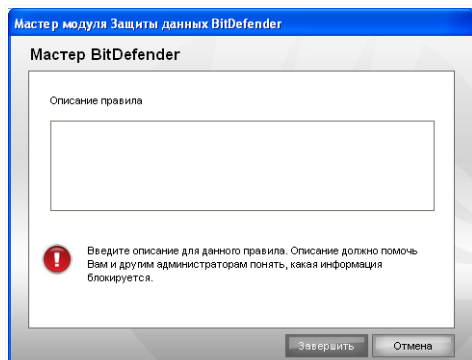 Мастер модуля Защиты данных BitDefender
Мастер BitDefender
Описание правила
Введите описание для данного правила. Описание должно помочь
Вам и другим администраторам понять, какая информация
блокируется.
Завершить
Отмена